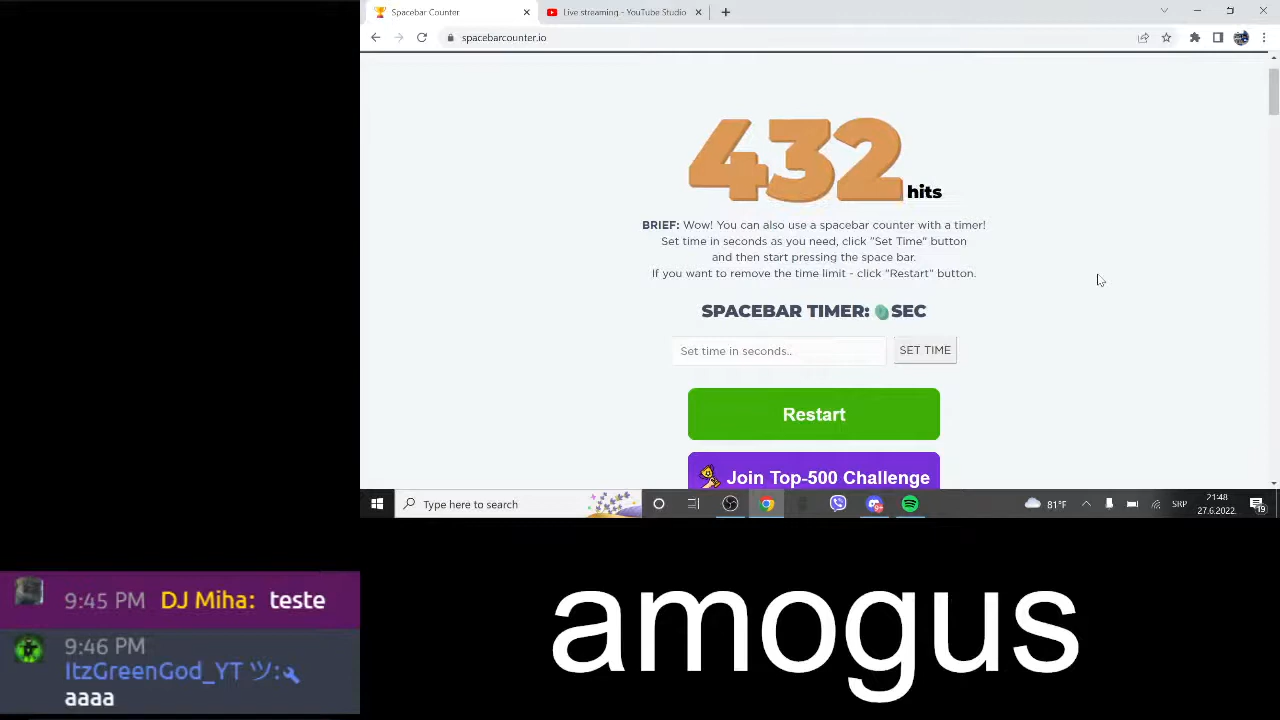 Spacebar Counter
Live streaming - YouTube Studio
spacebarcounter.io
432 hits
BRIEF: Wow! You can also use a spacebar counter with a timer!
Set time in seconds as you need, click "Set Time" button
and then start pressing the space bar.
If you want to remove the time limit - click "Restart" button.
SPACEBAR TIMER: 0SEC
Set time in seconds..
SET TIME
Restart
Join Top-500 Challenge
Type here to search
81°F
SRP
21:48
27.6.2022.
19
9:45 PM DJ Miha: teste
9:46 PM
ItzGreenGod_YT ツ:
aaaa
amogus